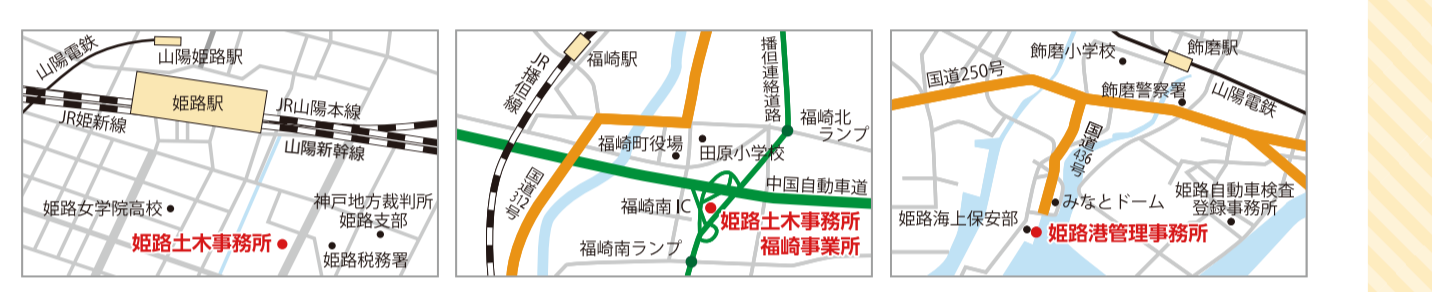 山陽電鉄
山陽姫路駅
姫路駅
JR山陽本線
JR姫新線
山陽新幹線
神戸地方裁判所
姫路支部
姫路女学院高校
姫路土木事務所
姫路税務署
福崎駅
JR播但線
播但連絡道路
福崎北
ランプ
福崎町役場
田原小学校
中国自動車道
国道312号
福崎南IC
姫路土木事務所
福崎事業所
福崎南ランプ
飾磨小学校
飾磨駅
国道250号
飾磨警察署
山陽電鉄
国道436号
みなとドーム
姫路自動車検査
登録事務所
姫路海上保安部
姫路港管理事務所